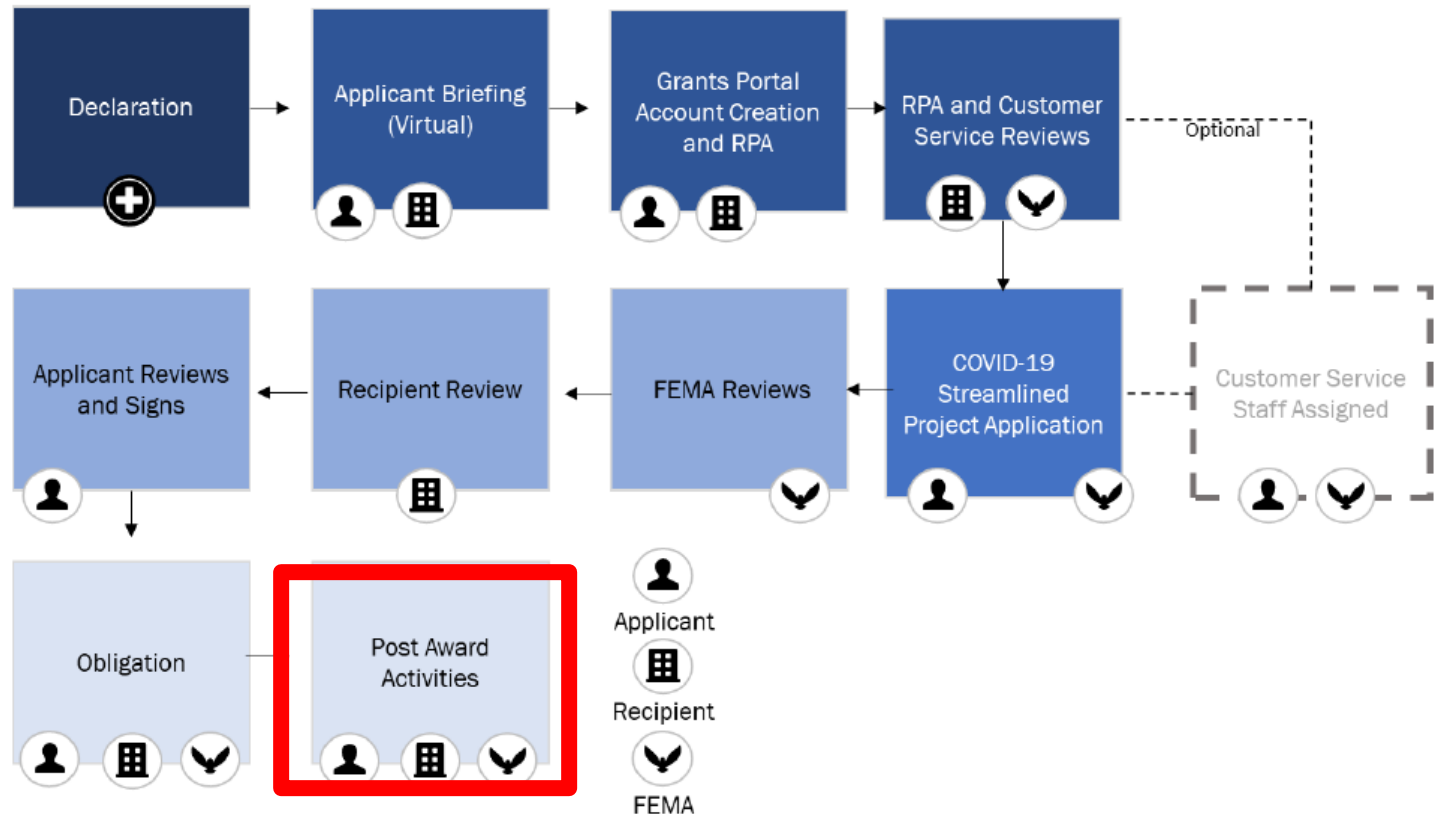 Declaration
Applicant Briefing
(Virtual)
Grants Portal
Account Creation
and RPA
RPA and Customer
Service Reviews
Optional
Applicant Reviews
and Signs
Recipient Review
FEMA Reviews
COVID-19
Streamlined
Project Application
Customer Service
Staff Assigned
Obligation
Post Award
Activities
Applicant
Recipient
FEMA